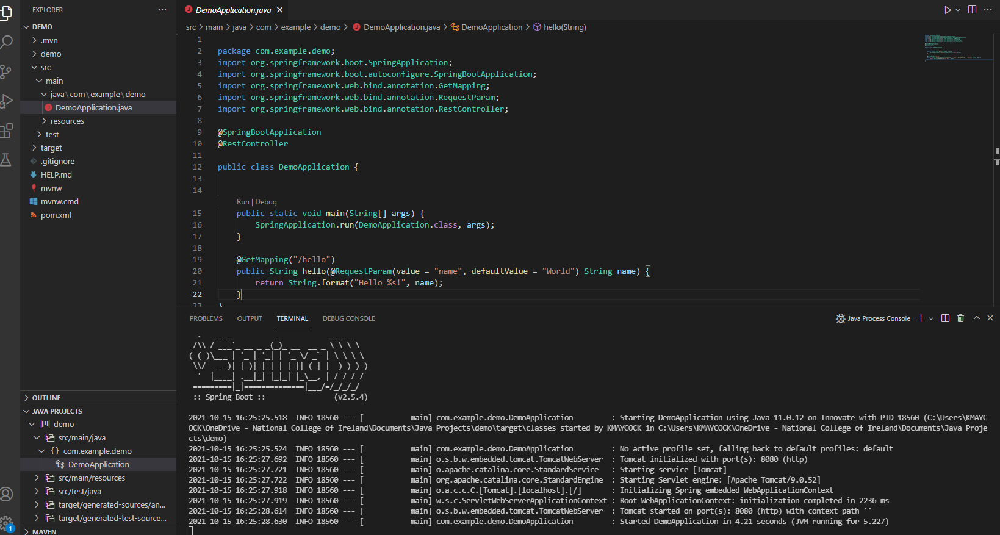 EXPLORER
···
DEMO
.mvn
demo
src
main
java\com\example\demo
DemoApplication.java
resources
test
target
.gitignore
HELP.md
mvnw
mvnw.cmd
pom.xml
OUTLINE
JAVA PROJECTS
demo
src/main/java
{} com.example.demo
DemoApplication
src/main/resources
src/test/java
target/generated-sources/an...
target/generated-test-source...
MAVEN
1
DemoApplication.java
src > main > java > com > example > demo > DemoApplication.java > DemoApplication > hello(String)
1
2 package com.example.demo;
3 import org.springframework.boot.SpringApplication;
4 import org.springframework.boot.autoconfigure.SpringBootApplication;
5 import org.springframework.web.bind.annotation.GetMapping;
6 import org.springframework.web.bind.annotation.RequestParam;
7 import org.springframework.web.bind.annotation.RestController;
8
9 @SpringBootApplication
10 @RestController
11
12 public class DemoApplication {
13
14
Run | Debug
15 public static void main(String[] args) {
16 SpringApplication.run(DemoApplication.class, args);
17 }
18
19 @GetMapping("/hello")
20 public String hello(@RequestParam(value = "name", defaultValue = "World") String name) {
21 return String.format("Hello %s!", name);
22 }
23 }
PROBLEMS OUTPUT TERMINAL DEBUG CONSOLE
Java Process Console
  .   ____          _            __ _ _
 /\\ / ___'_ __ _ _(_)_ __  __ _ \ \ \ \
( ( )\___ | '_ | '_| | '_ \/ _` | \ \ \ \
 \\/  ___)| |_)| | | | | || (_| |  ) ) ) )
  '  |____| .__|_| |_|_| |_\__, | / / / /
 =========|_|==============|___/=/_/_/_/
:: Spring Boot :: (v2.5.4)
2021-10-15 16:25:25.518 INFO 18560 --- [ main] com.example.demo.DemoApplication : Starting DemoApplication using Java 11.0.12 on Innovate with PID 18560 (C:\Users\KMAYC
OCK\OneDrive - National College of Ireland\Documents\Java Projects\demo\target\classes started by KMAYCOCK in C:\Users\KMAYCOCK\OneDrive - National College of Ireland\Documents\Java Proje
cts\demo)
2021-10-15 16:25:25.524 INFO 18560 --- [ main] com.example.demo.DemoApplication : No active profile set, falling back to default profiles: default
2021-10-15 16:25:27.692 INFO 18560 --- [ main] o.s.b.w.embedded.tomcat.TomcatWebServer : Tomcat initialized with port(s): 8080 (http)
2021-10-15 16:25:27.721 INFO 18560 --- [ main] o.apache.catalina.core.StandardService : Starting service [Tomcat]
2021-10-15 16:25:27.722 INFO 18560 --- [ main] org.apache.catalina.core.StandardEngine : Starting Servlet engine: [Apache Tomcat/9.0.52]
2021-10-15 16:25:27.918 INFO 18560 --- [ main] o.a.c.c.C.[Tomcat].[localhost].[/] : Initializing Spring embedded WebApplicationContext
2021-10-15 16:25:27.919 INFO 18560 --- [ main] w.s.c.ServletWebServerApplicationContext : Root WebApplicationContext: initialization completed in 2236 ms
2021-10-15 16:25:28.614 INFO 18560 --- [ main] o.s.b.w.embedded.tomcat.TomcatWebServer : Tomcat started on port(s): 8080 (http) with context path ''
2021-10-15 16:25:28.630 INFO 18560 --- [ main] com.example.demo.DemoApplication : Started DemoApplication in 4.21 seconds (JVM running for 5.227)